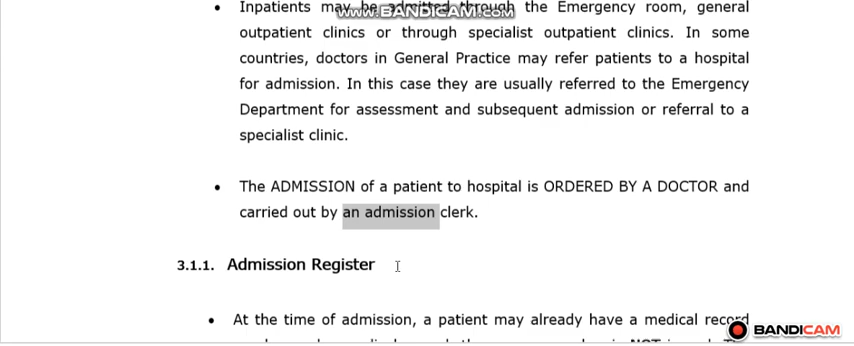 • Inpatients may be admitted through the Emergency room, general
www.BANDICAM.com
outpatient clinics or through specialist outpatient clinics. In some
countries, doctors in General Practice may refer patients to a hospital
for admission. In this case they are usually referred to the Emergency
Department for assessment and subsequent admission or referral to a
specialist clinic.
• The ADMISSION of a patient to hospital is ORDERED BY A DOCTOR and
carried out by an admission clerk.
3.1.1. Admission Register
• At the time of admission, a patient may already have a medical record
BANDICAM